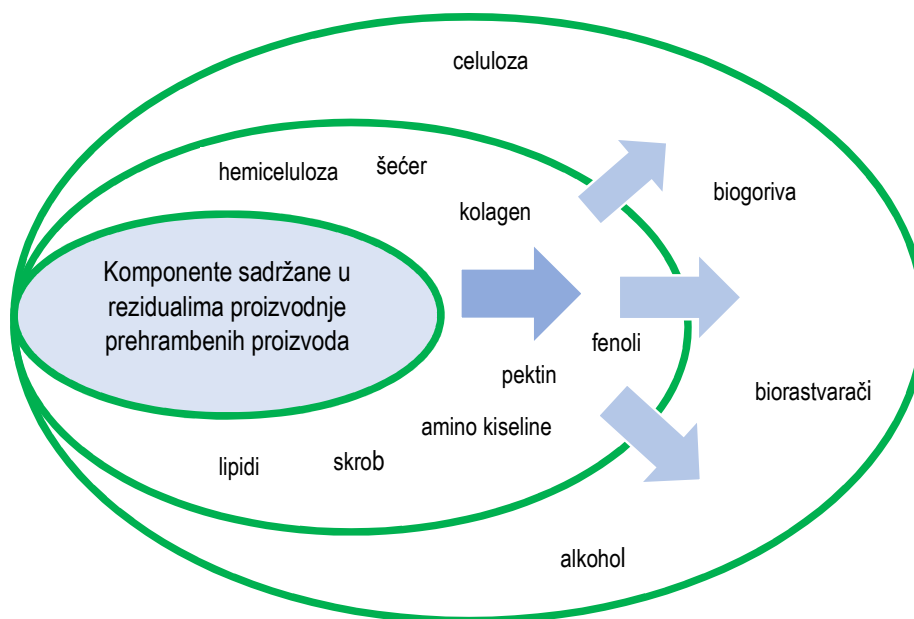 celuloza
hemiceluloza
šećer
kolagen
biogoriva
Komponente sadržane u
rezidualima proizvodnje
prehrambenih proizvoda
fenoli
pektin
biorastvarači
amino kiseline
lipidi
skrob
alkohol